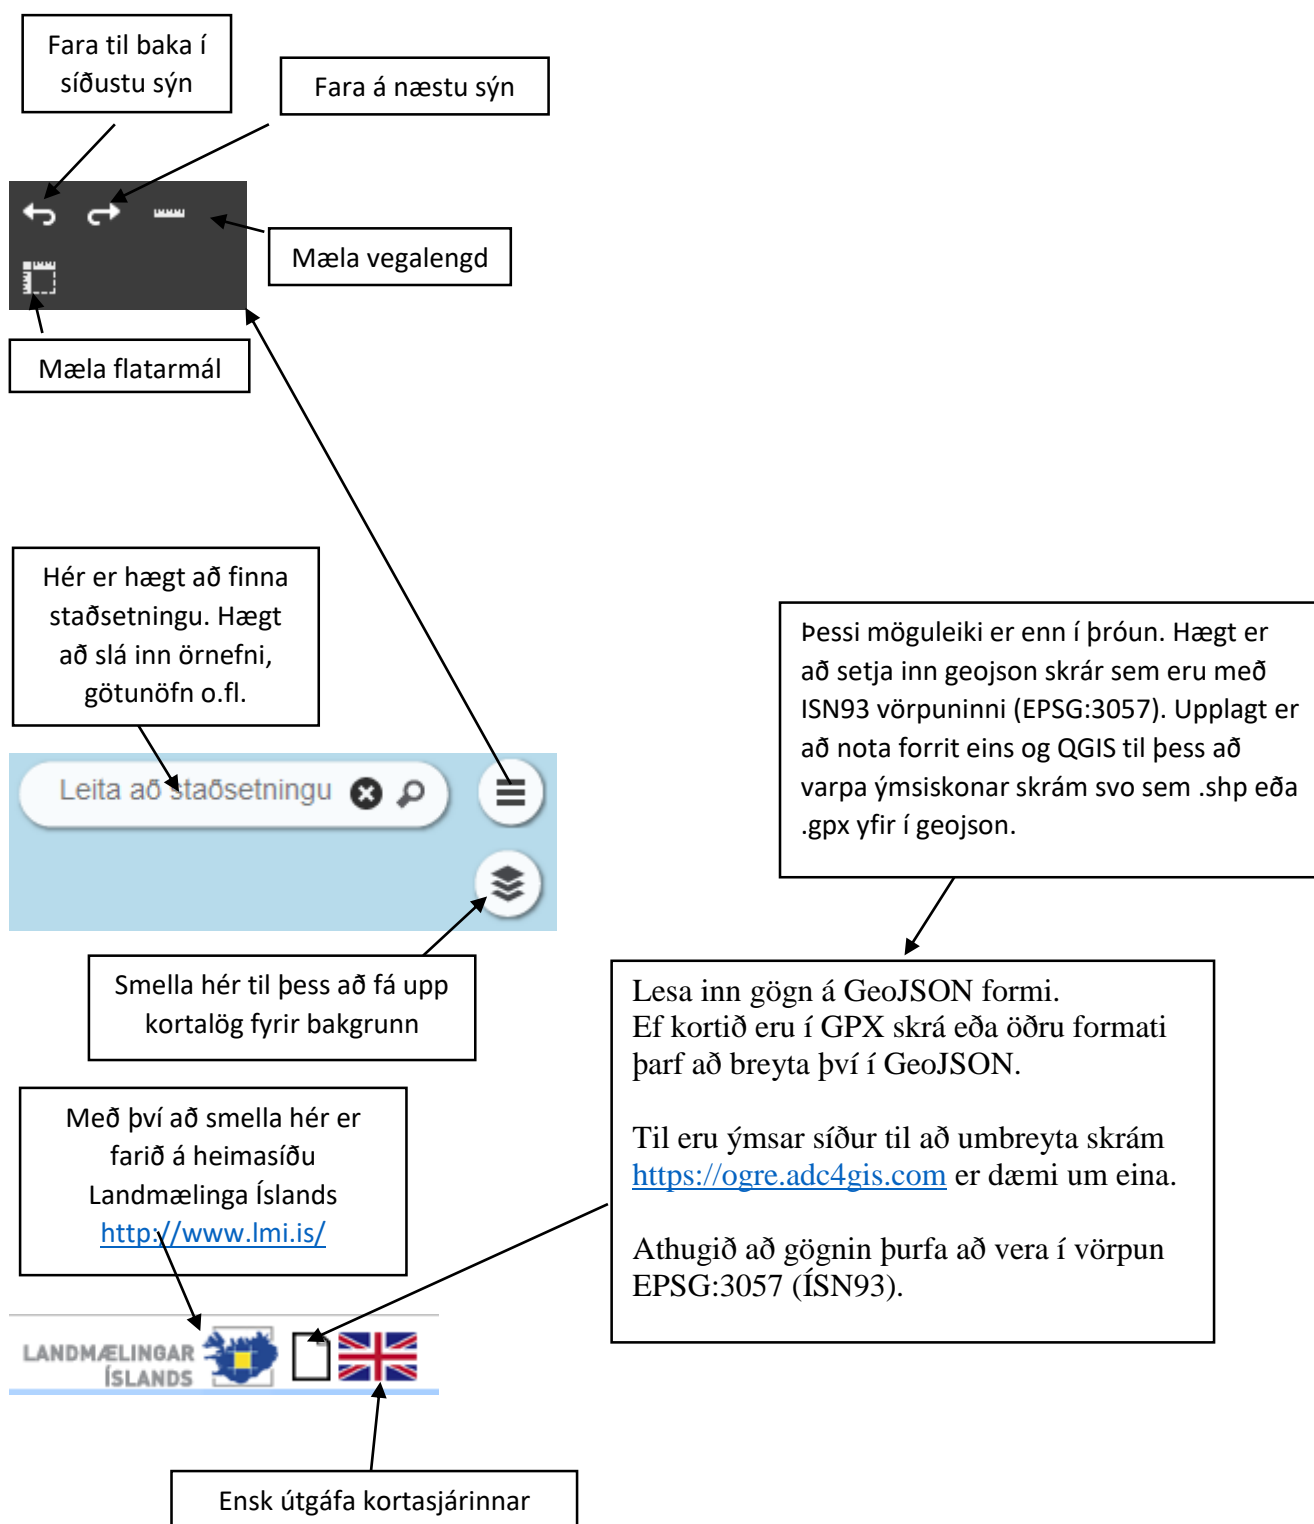 Fara til baka í
síðustu sýn
Fara á næstu sýn
Mæla vegalengd
Mæla flatarmál
Hér er hægt að finna
staðsetningu. Hægt
að slá inn örnefni,
götunöfn o.fl.
Þessi möguleiki er enn í þróun. Hægt er
að setja inn geojson skrár sem eru með
ISN93 vörpuninni (EPSG:3057). Upplagt er
að nota forrit eins og QGIS til þess að
varpa ýmsiskonar skrám svo sem .shp eða
.gpx yfir í geojson.
Leita að staðsetningu
Smella hér til þess að fá upp
kortalög fyrir bakgrunn
Lesa inn gögn á GeoJSON formi.
Ef kortið eru í GPX skrá eða öðru formati
þarf að breyta því í GeoJSON.
Til eru ýmsar síður til að umbreyta skrám
https://ogre.adc4gis.com er dæmi um eina.
Athugið að gögnin þurfa að vera í vörpun
EPSG:3057 (ÍSN93).
Með því að smella hér er
farið á heimasíðu
Landmælinga Íslands
http://www.lmi.is/
LANDMÆLINGAR
ÍSLANDS
Ensk útgáfa kortasjárinnar